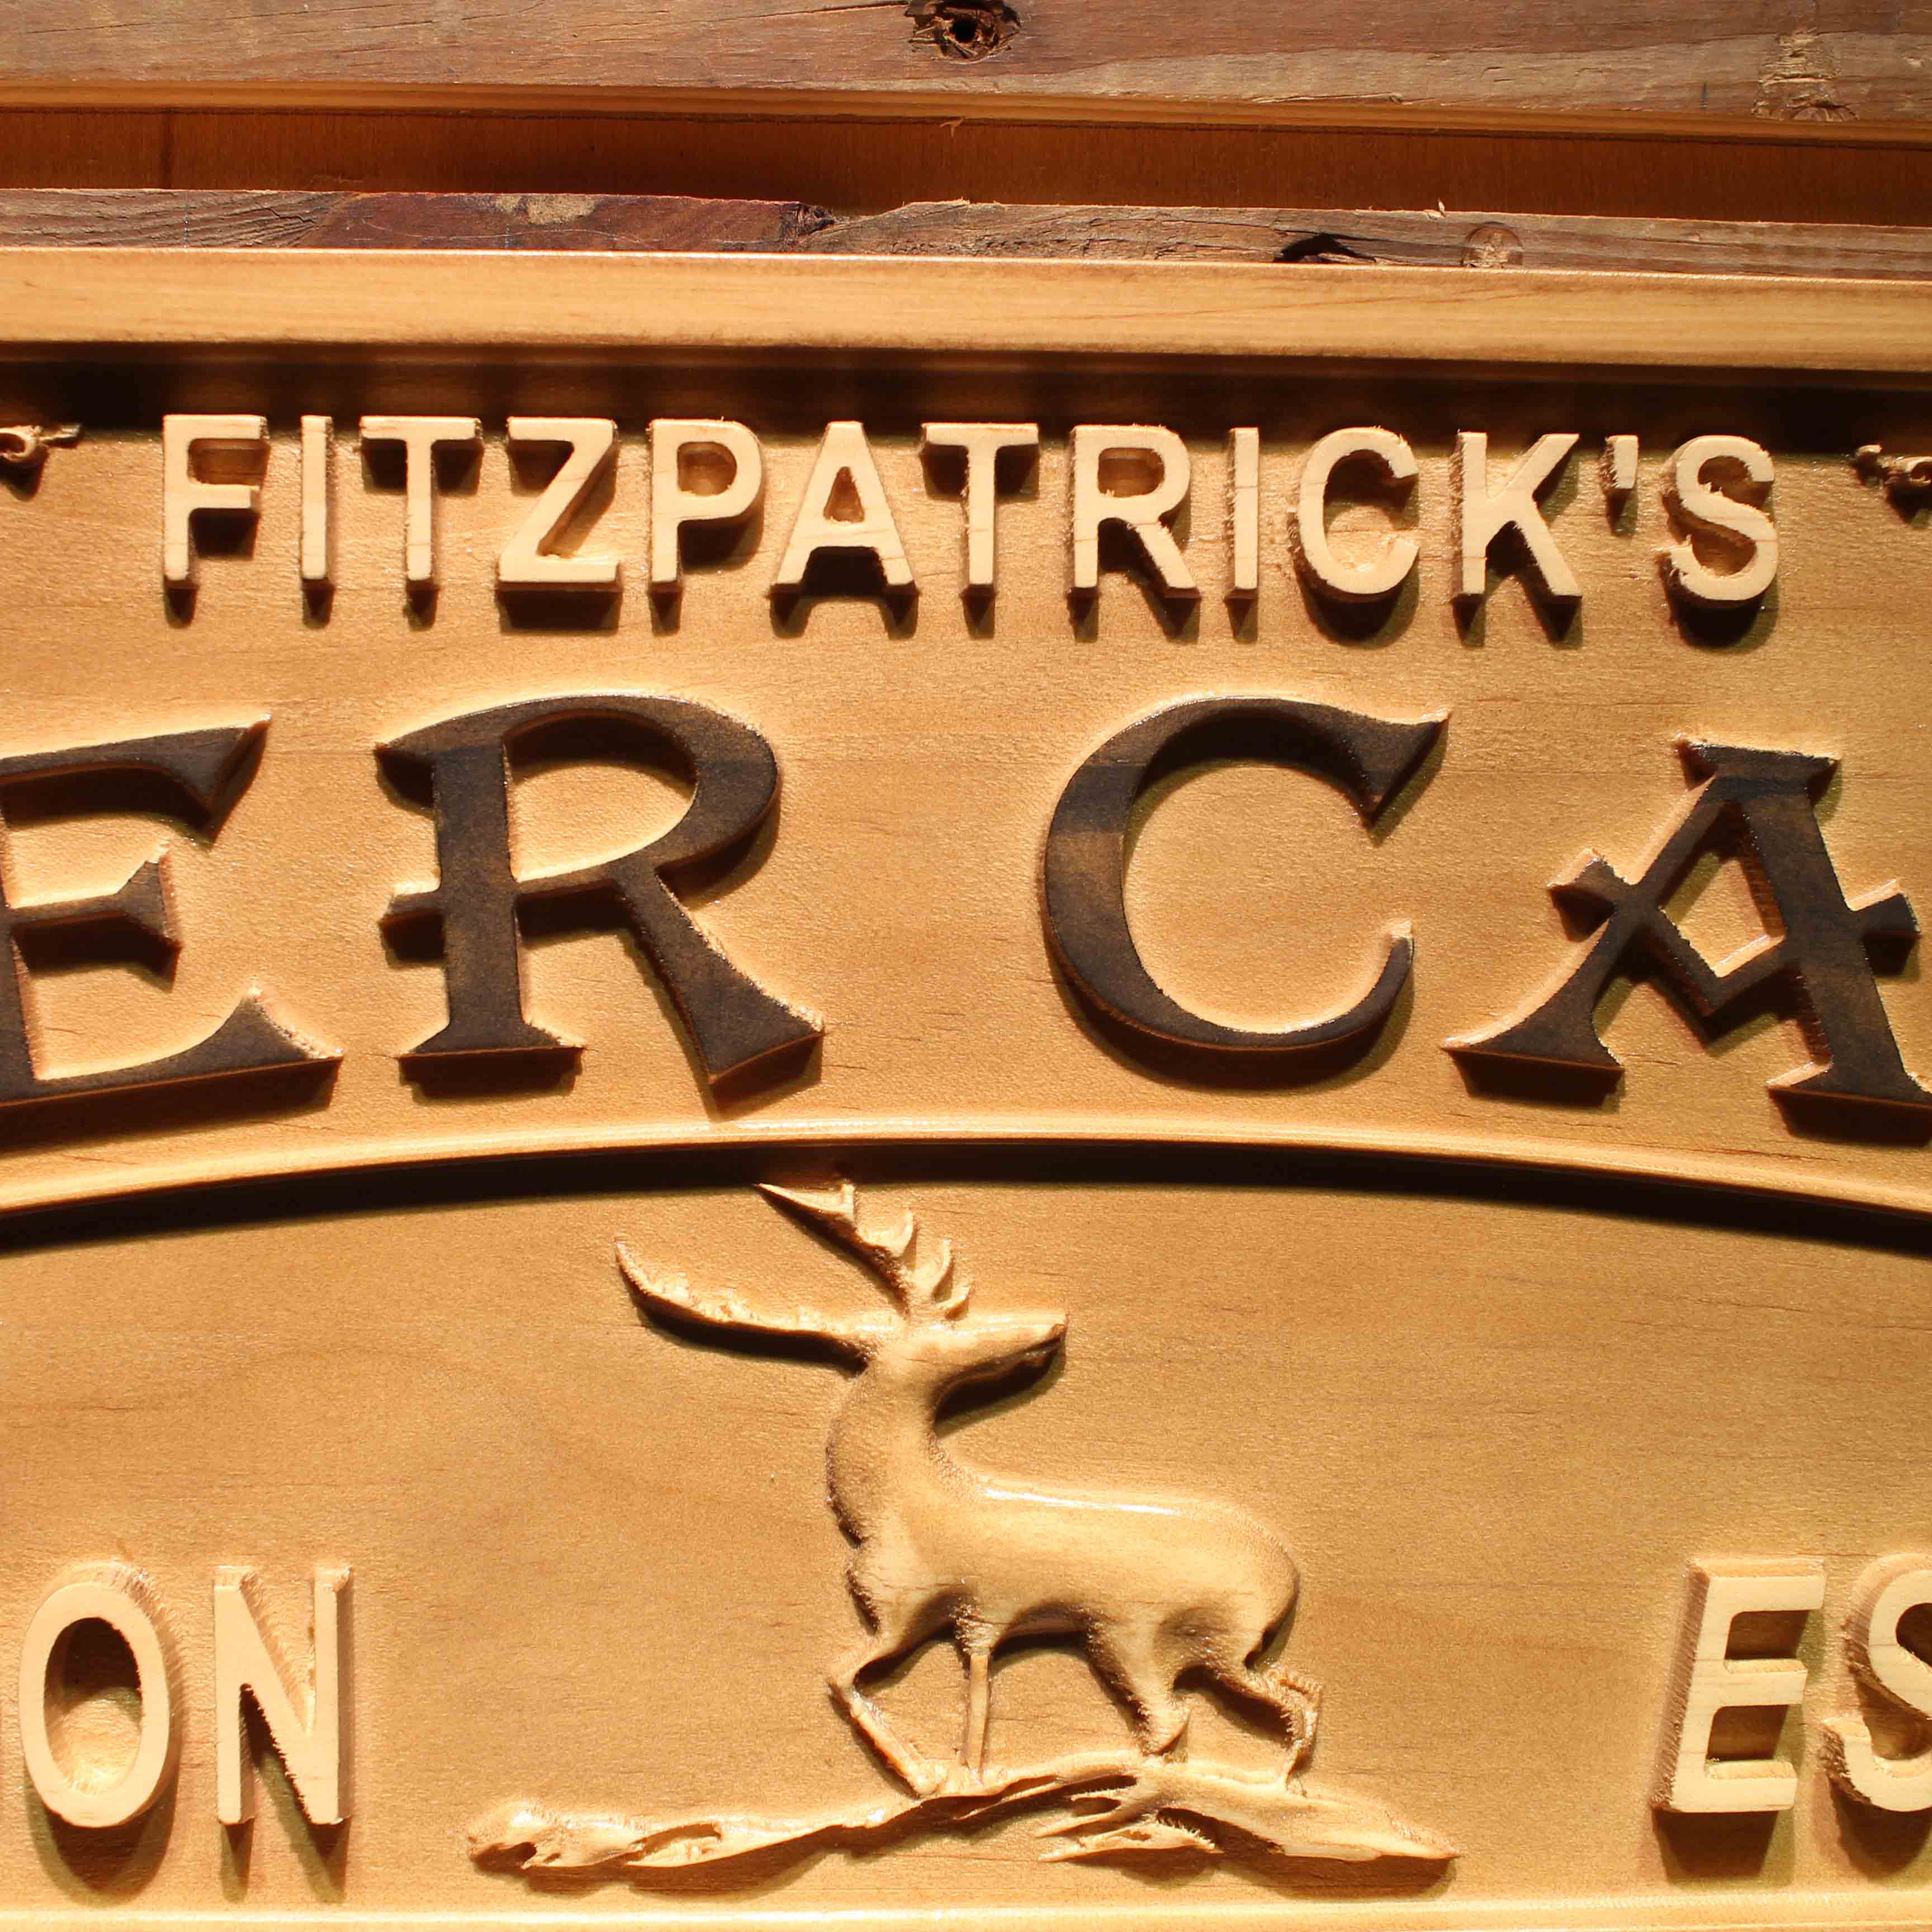 FITZPATRICK'S
ER CA
ON ES